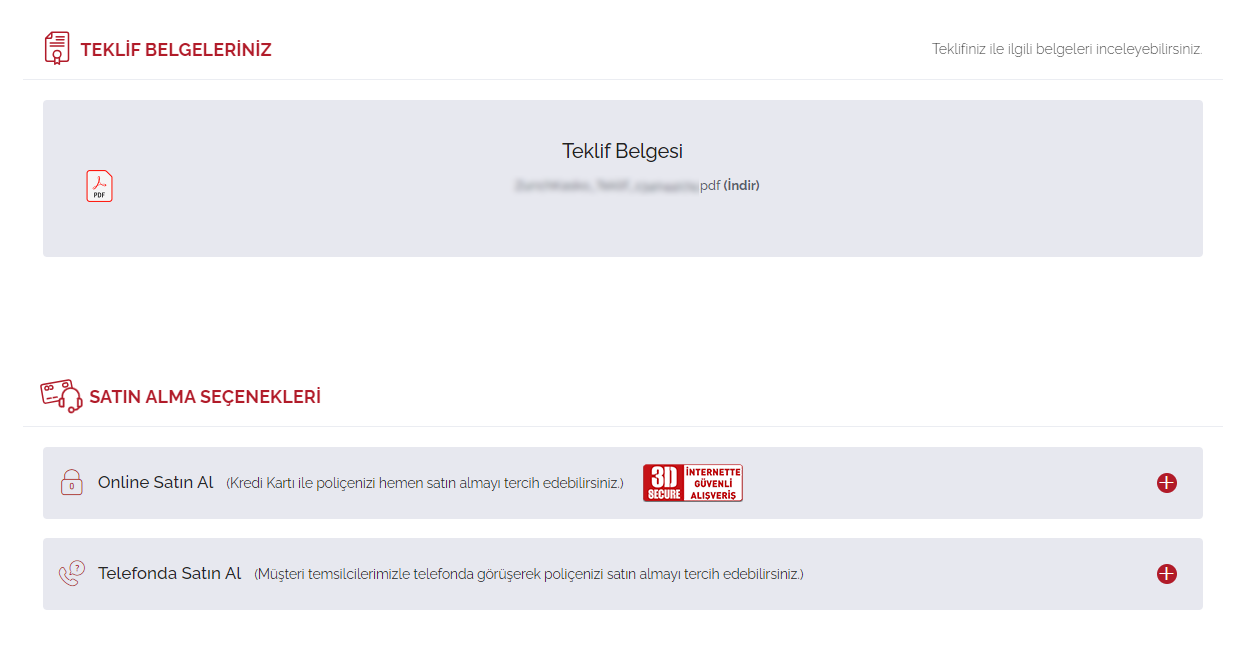 TEKLİF BELGELERİNİZ
Teklifiniz ile ilgili belgeleri inceleyebilirsiniz.
Teklif Belgesi
PDF
pdf (İndir)
SATIN ALMA SEÇENEKLERİ
Online Satın Al (Kredi Kartı ile poliçenizi hemen satın almayı tercih edebilirsiniz.)
3D SECURE
İNTERNETTE
GÜVENLİ
ALIŞVERİŞ
Telefonda Satın Al (Müşteri temsilcilerimizle telefonda görüşerek poliçenizi satın almayı tercih edebilirsiniz.)